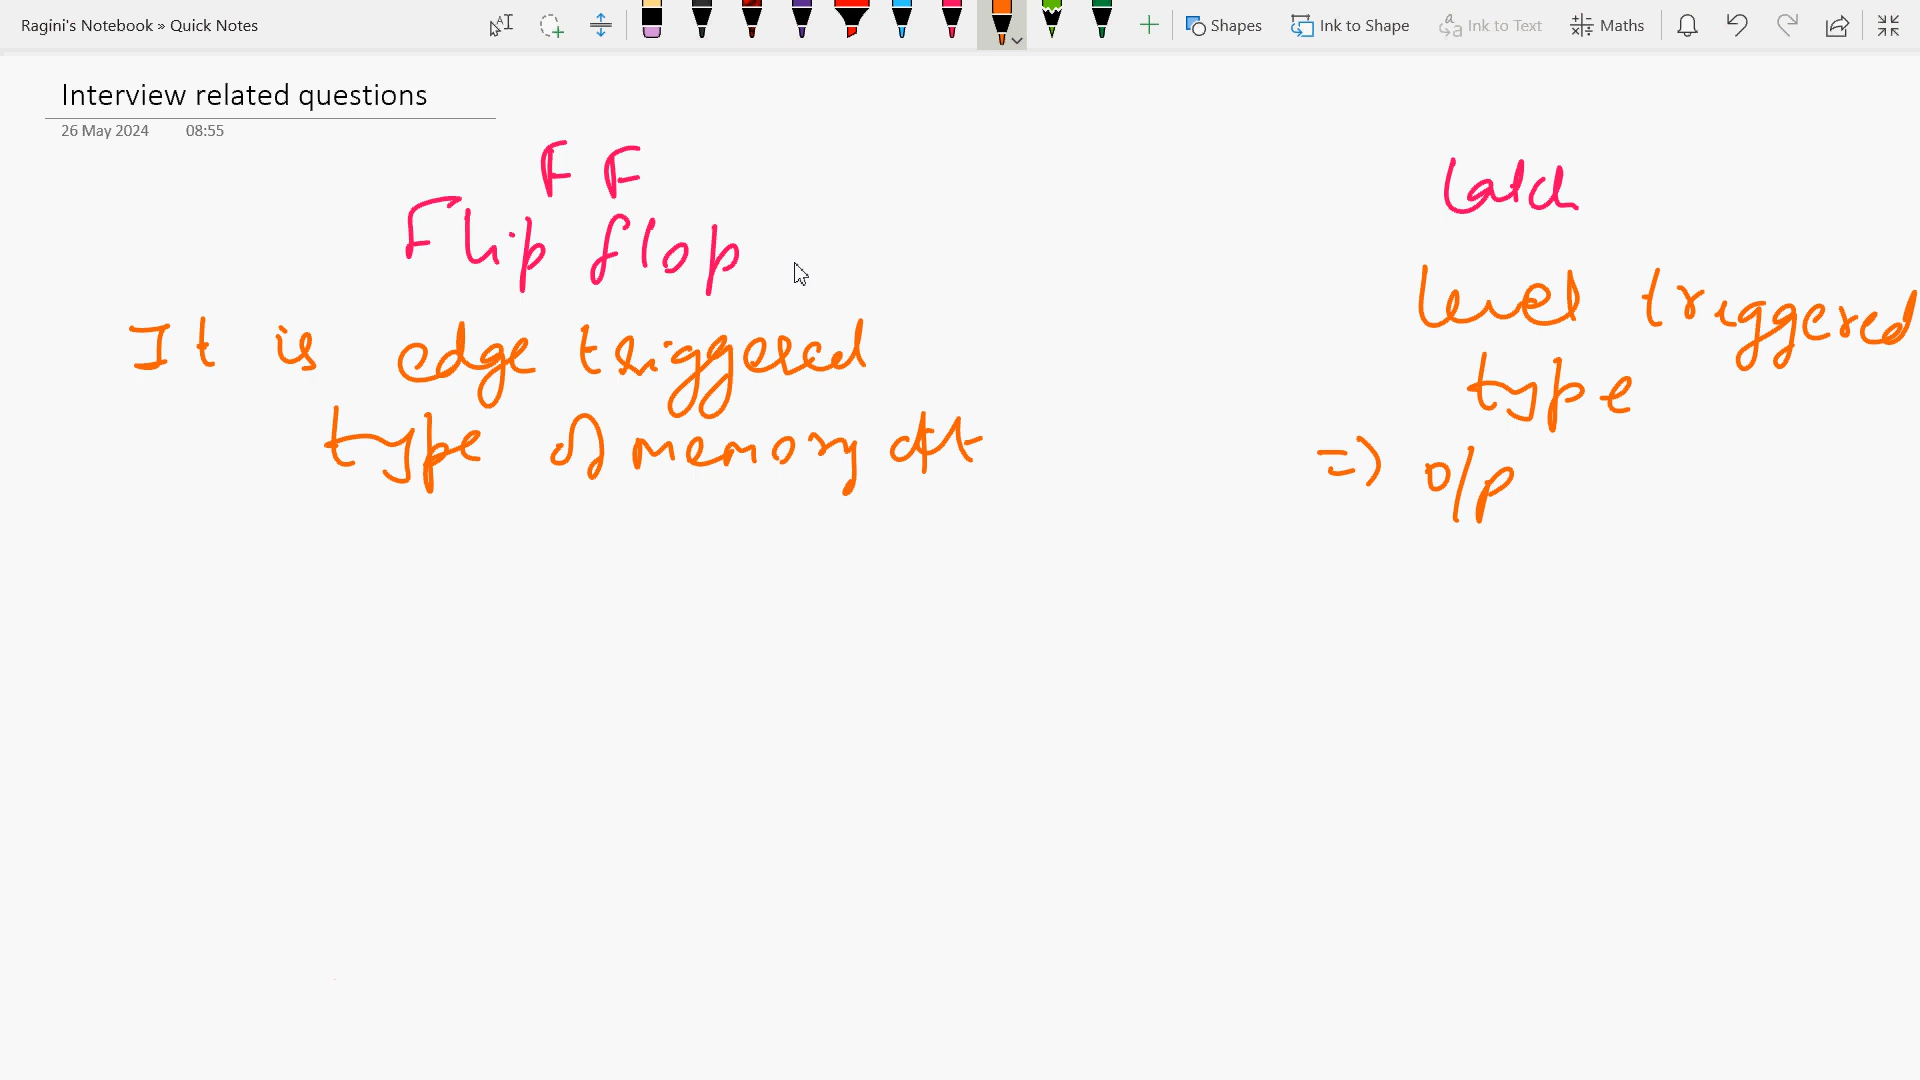 Ragini's Notebook » Quick Notes
Shapes
Ink to Shape
Ink to Text
Maths
Interview related questions
26 May 2024 08:55
F F
Flip flop
It is edge triggered
type of memory ckt
Latch
level triggered
type
=> O/P